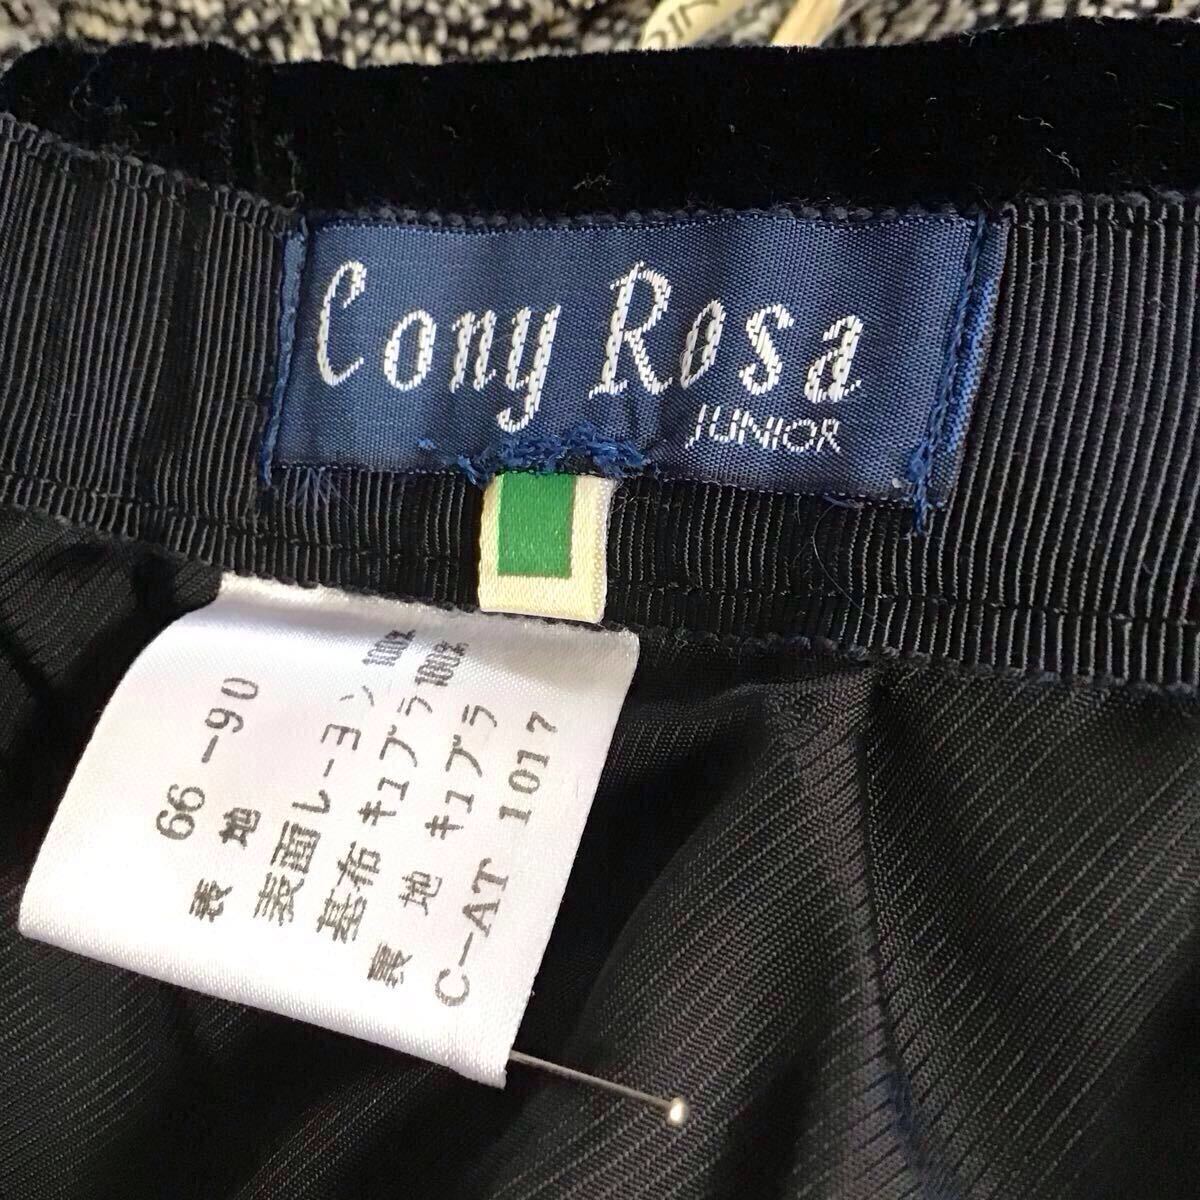 Cony Rosa
JUNIOR
66-90
表地
表面レーヨン100%
基布キュプラ100%
裏地 キュプラ
C-AT 1017